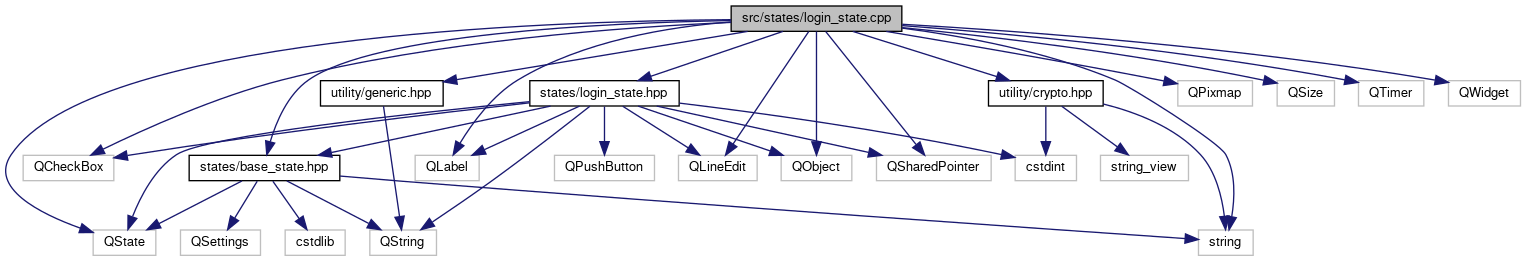 src/states/login_state.cpp
utility/generic.hpp
states/login_state.hpp
utility/crypto.hpp
QPixmap
QSize
QTimer
QWidget
QCheckBox
states/base_state.hpp
QLabel
QPushButton
QLineEdit
QObject
QSharedPointer
cstdint
string_view
QState
QSettings
cstdlib
QString
string